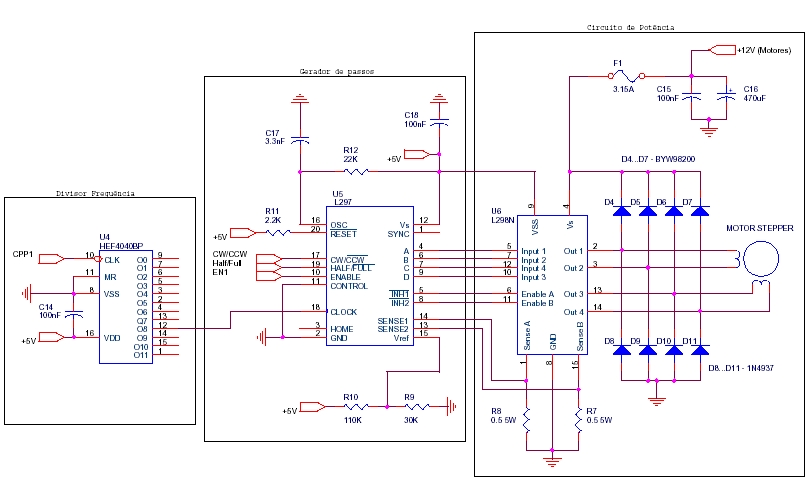 Circuito de Potência
+12V (Motores)
F1
3.15A
C15
100nF
C16
470uF
D4...D7 - BYW98200
D4 D5 D6 D7
MOTOR STEPPER
U6
L298N
9
4
VSS
Vs
5 Input 1
7 Input 2
12 Input 4
10 Input 3
6 Enable A
11 Enable B
Out 1 2
Out 2 3
Out 3 13
Out 4 14
Sense A
GND
Sense B
1
8
15
D8 D9 D10 D11
D8...D11 - 1N4937
R8
0.5 5W
R7
0.5 5W
Gerador de passos
C17
3.3nF
C18
100nF
+5V
R12
22K
R11
2.2K
+5V
U5
L297
16 OSC
20 RESET
17 CW/CCW
19 HALF/FULL
10 ENABLE
11 CONTROL
18 CLOCK
3 HOME
2 GND
Vs 12
SYNC 1
A 4
B 6
C 7
D 9
INH1 5
INH2 8
SENSE1 14
SENSE2 13
Vref 15
CW/CCW
Half/Full
EN1
+5V
R10
110K
R9
30K
Divisor Frequência
U4
HEF4040BP
CPP1
10 CLK
11 MR
8 VSS
16 VDD
C14
100nF
+5V
O0 9
O1 7
O2 6
O3 5
O4 3
O5 2
O6 4
O7 13
O8 12
O9 14
O10 15
O11 1